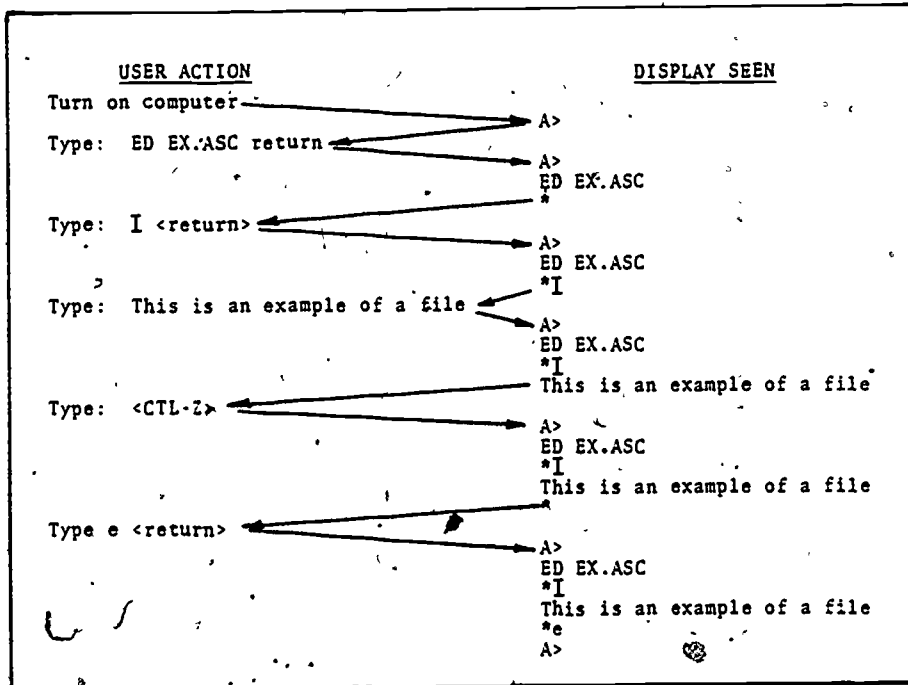 USER ACTION DISPLAY SEEN
Turn on computer
A>
Type: ED EX.ASC return
A>
ED EX.ASC
*
Type: I <return>
A>
ED EX.ASC
*I
Type: This is an example of a file
A>
ED EX.ASC
*I
This is an example of a file
Type: <CTL-Z>
A>
ED EX.ASC
*I
This is an example of a file
*
Type e <return>
A>
ED EX.ASC
*I
This is an example of a file
*e
A>